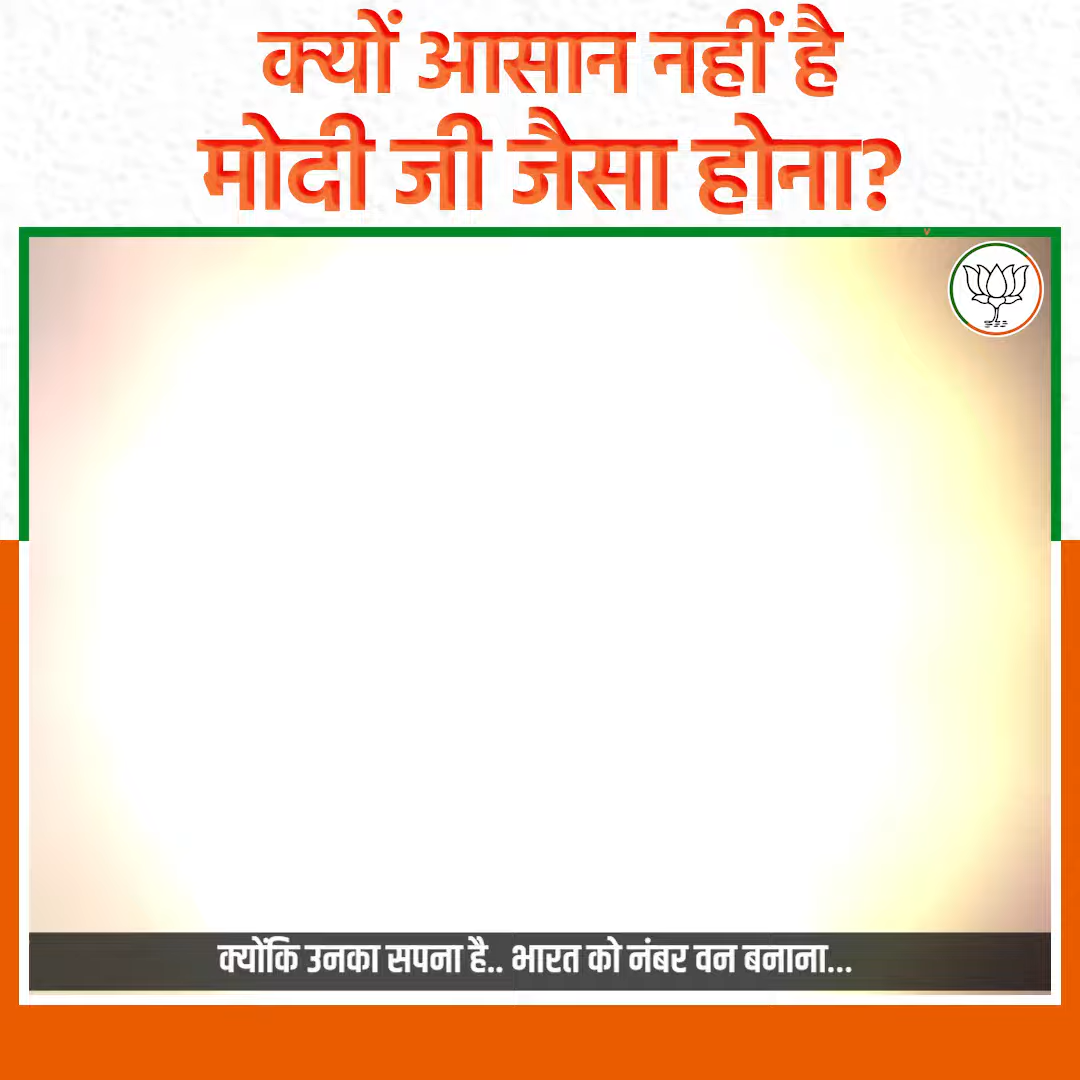 क्यों आसान नहीं है
मोदी जी जैसा होना?
क्योंकि उनका सपना है.. भारत को नंबर वन बनाना...